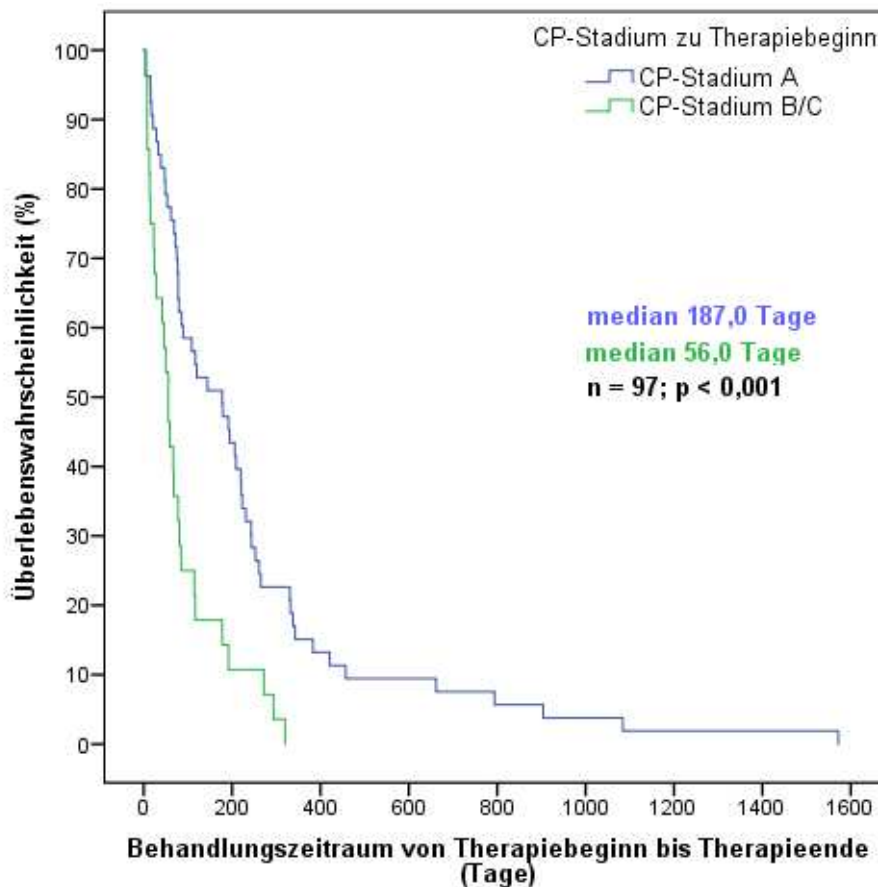 CP-Stadium zu Therapiebeginn
CP-Stadium A
CP-Stadium B/C
Überlebenswahrscheinlichkeit (%)
100
90
80
70
60
50
40
30
20
10
0
median 187,0 Tage
median 56,0 Tage
n = 97; p < 0,001
0 200 400 600 800 1000 1200 1400 1600
Behandlungszeitraum von Therapiebeginn bis Therapieende
(Tage)